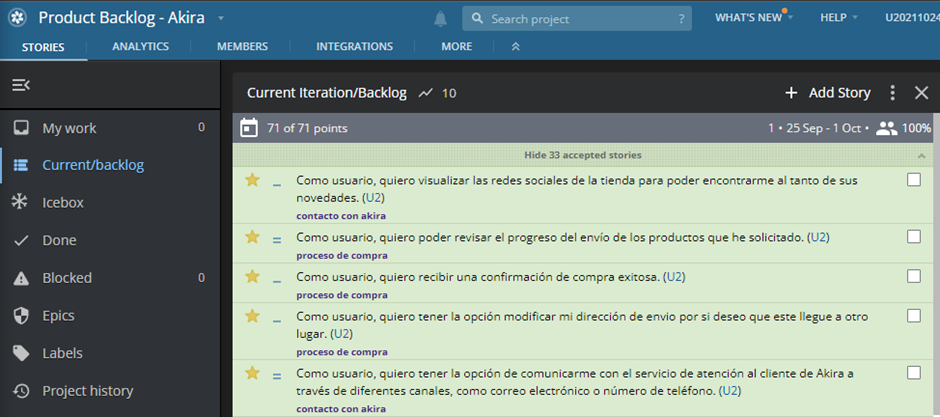 Product Backlog - Akira
Search project
?
WHAT'S NEW
HELP
U20211024
STORIES
ANALYTICS
MEMBERS
INTEGRATIONS
MORE
My work 0
Current/backlog
Icebox
Done
Blocked 0
Epics
Labels
Project history
Current Iteration/Backlog 10
+ Add Story
71 of 71 points
1 • 25 Sep - 1 Oct • 100%
Hide 33 accepted stories
Como usuario, quiero visualizar las redes sociales de la tienda para poder encontrarme al tanto de sus
novedades. (U2)
contacto con akira
Como usuario, quiero poder revisar el progreso del envío de los productos que he solicitado. (U2)
proceso de compra
Como usuario, quiero recibir una confirmación de compra exitosa. (U2)
proceso de compra
Como usuario, quiero tener la opción modificar mi dirección de envio por si deseo que este llegue a otro
lugar. (U2)
proceso de compra
Como usuario, quiero tener la opción de comunicarme con el servicio de atención al cliente de Akira a
través de diferentes canales, como correo electrónico o número de teléfono. (U2)
contacto con akira